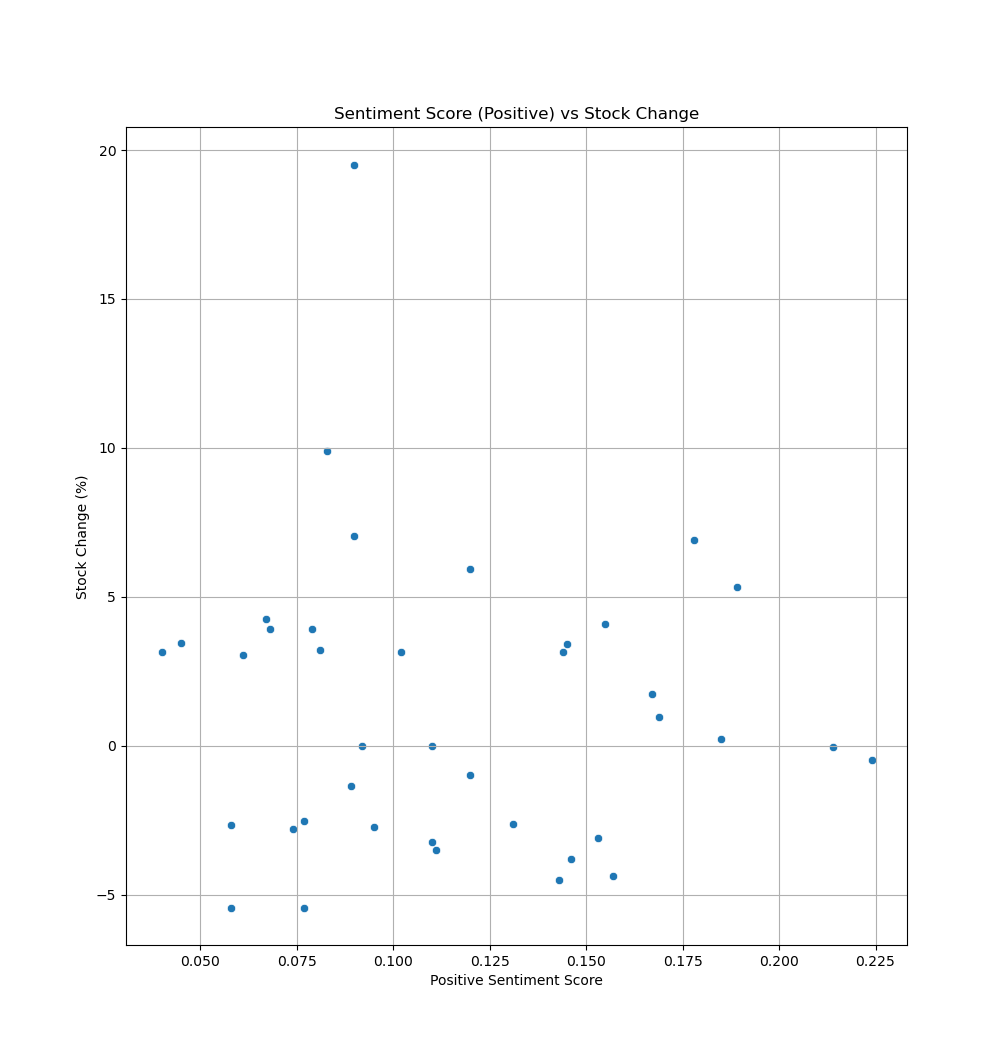 Sentiment Score (Positive) vs Stock Change
20
15
10
5
0
−5
Stock Change (%)
0.050 0.075 0.100 0.125 0.150 0.175 0.200 0.225
Positive Sentiment Score